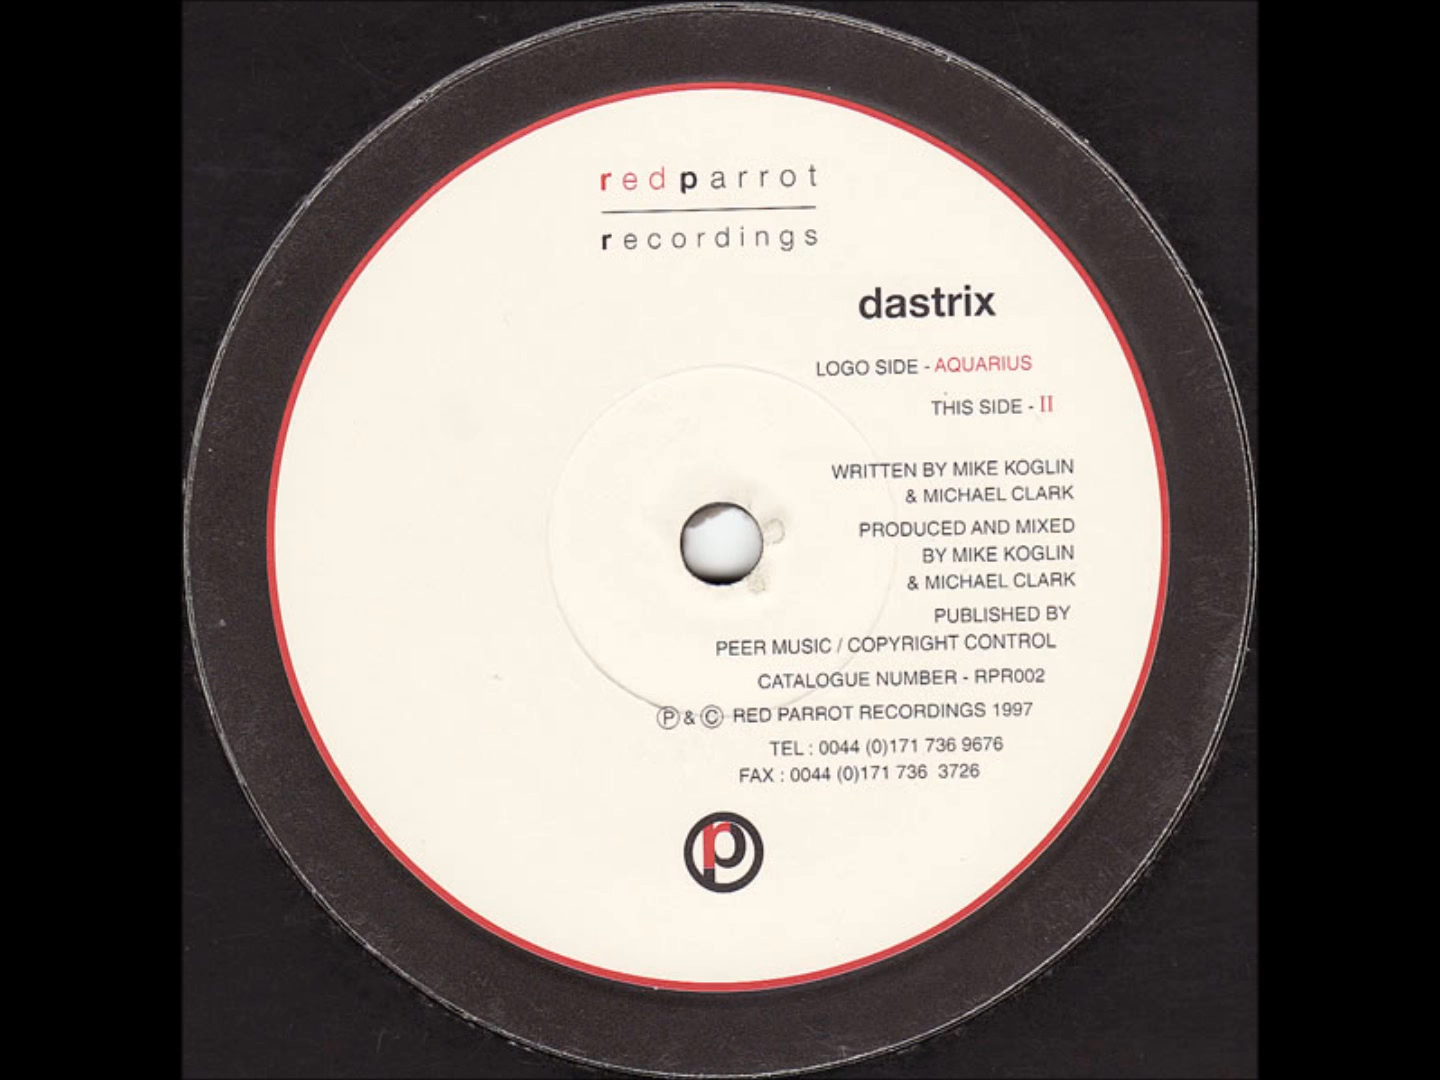 redparrot
recordings
dastrix
LOGO SIDE - AQUARIUS
THIS SIDE - II
WRITTEN BY MIKE KOGLIN
& MICHAEL CLARK
PRODUCED AND MIXED
BY MIKE KOGLIN
& MICHAEL CLARK
PUBLISHED BY
PEER MUSIC / COPYRIGHT CONTROL
CATALOGUE NUMBER - RPR002
Ⓟ & Ⓒ RED PARROT RECORDINGS 1997
TEL : 0044 (0)171 736 9676
FAX : 0044 (0)171 736 3726
rp